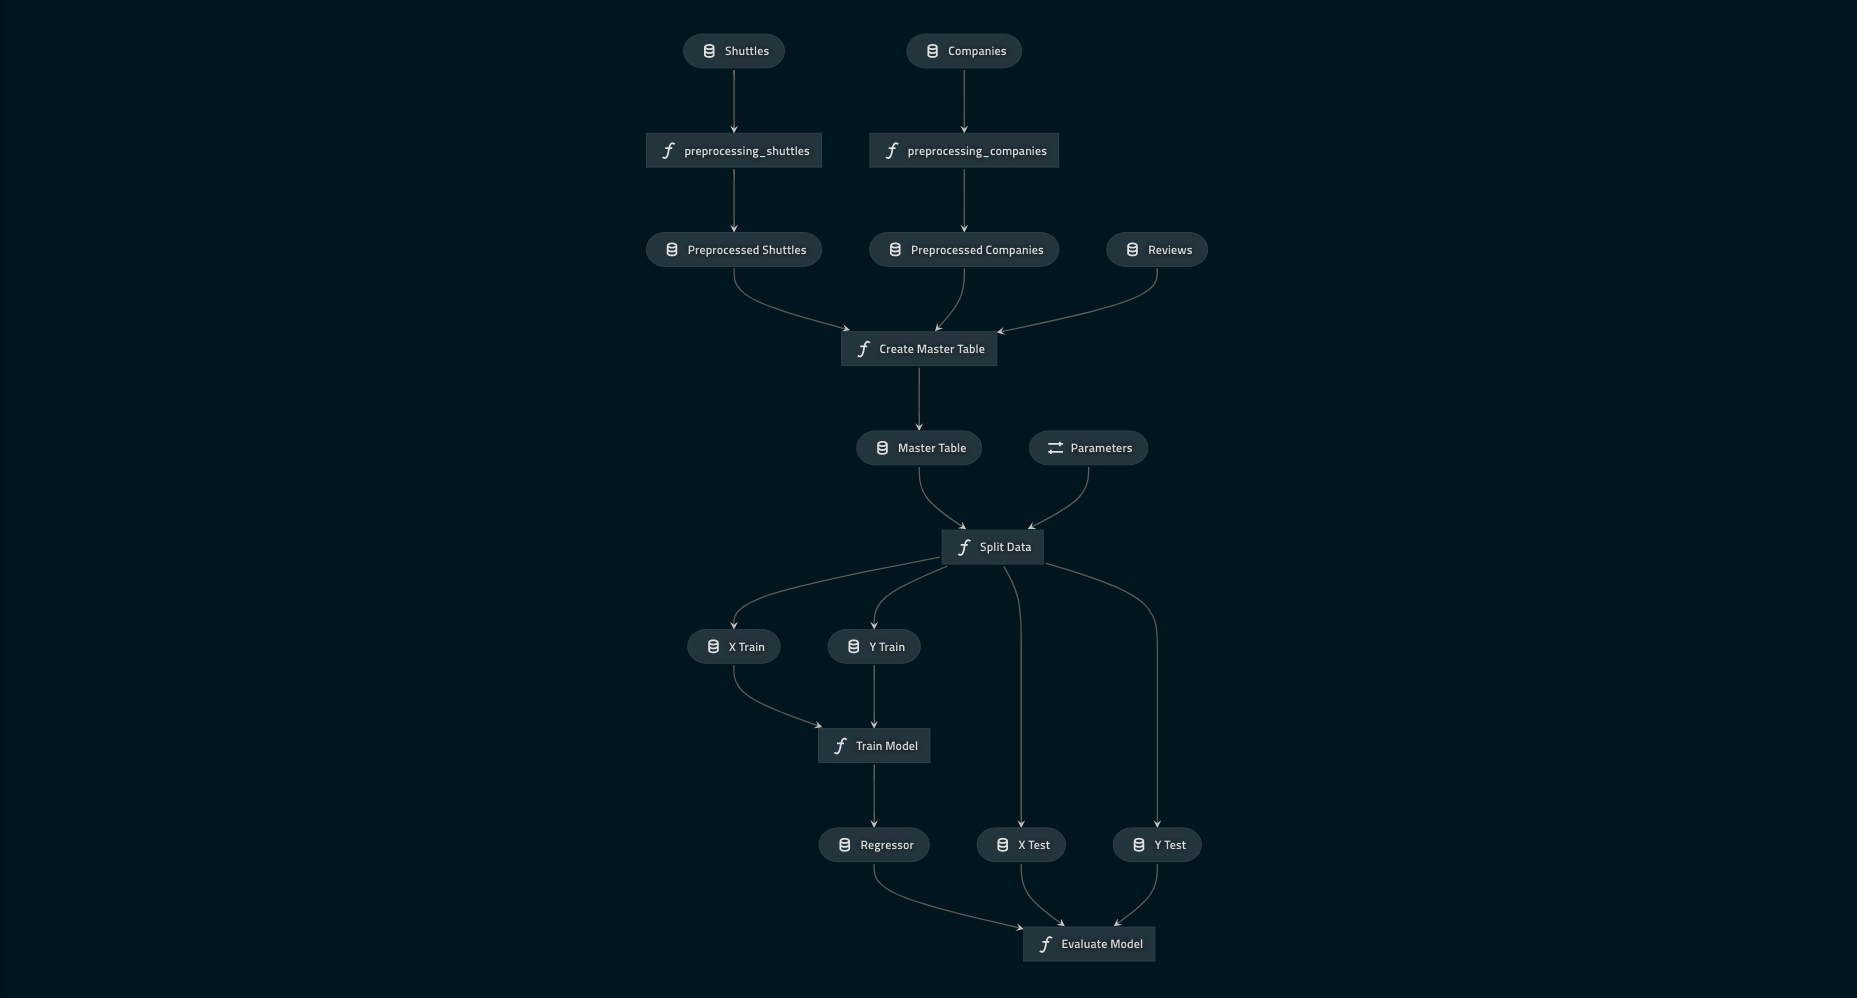 Shuttles
Companies
preprocessing_shuttles
preprocessing_companies
Preprocessed Shuttles
Preprocessed Companies
Reviews
Create Master Table
Master Table
Parameters
Split Data
X Train
Y Train
Train Model
Regressor
X Test
Y Test
Evaluate Model